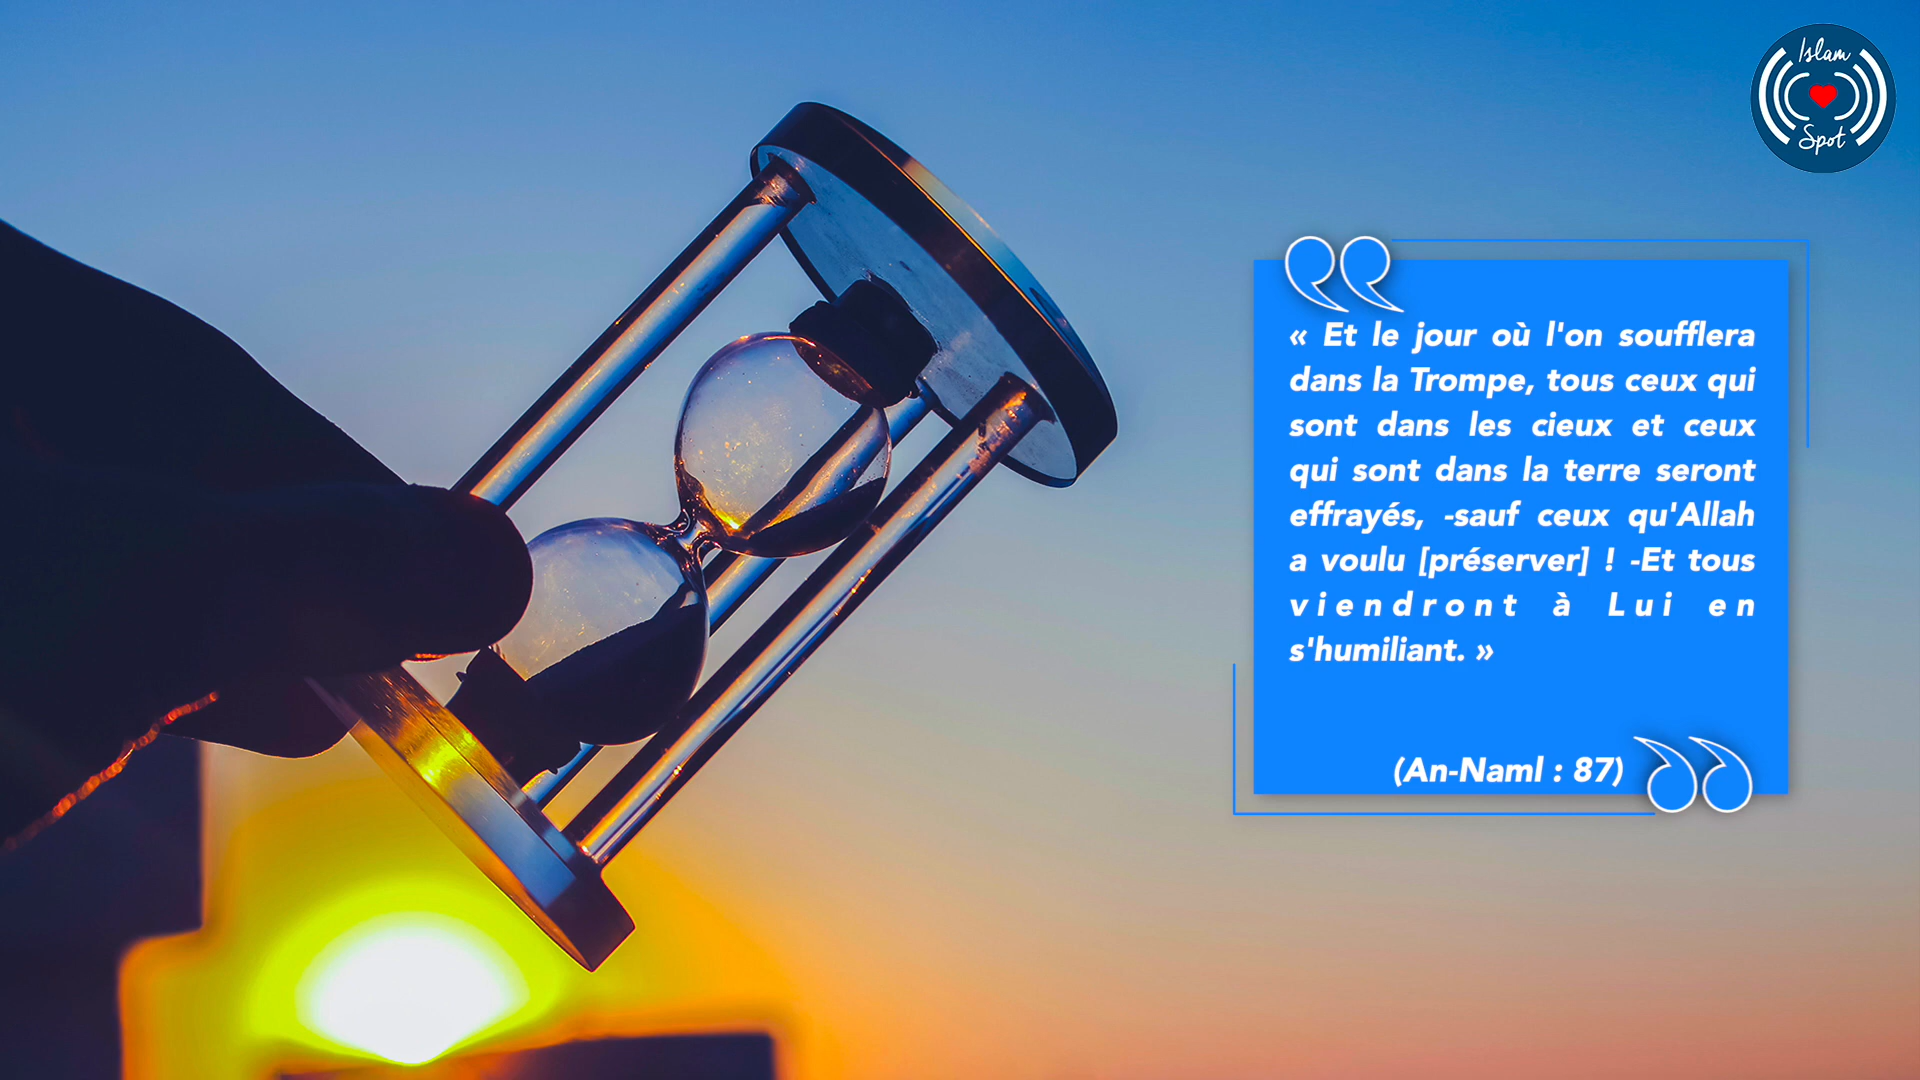 Islam
Spot
« Et le jour où l'on soufflera
dans la Trompe, tous ceux qui
sont dans les cieux et ceux
qui sont dans la terre seront
effrayés, -sauf ceux qu'Allah
a voulu [préserver] ! -Et tous
viendront à Lui en
s'humiliant. »
(An-Naml : 87)